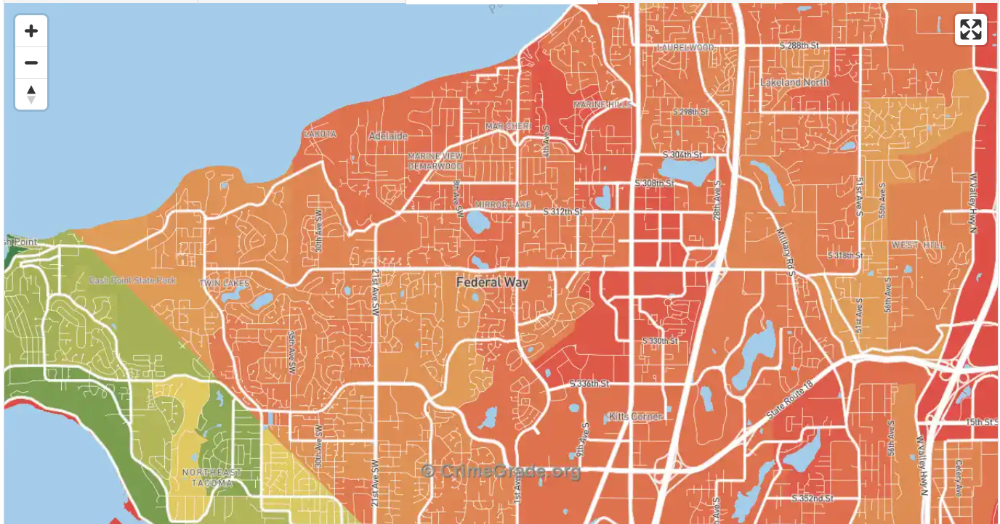 LAURELWOOD
S 288th St
Lakeland North
MARINE HILLS
S 298th St
MAR CHERI
LAKOTA
Adelaide
4th Ave S
MARINE VIEW
DEMARWOOD
S 304th St
S 308th St
8th Ave SW
MIRROR LAKE
S 312th St
28th Ave S
51st Ave S
55th Ave S
W Valley Hwy N
30th Ave SW
Military Rd S
sh Point
S 318th St
WEST HILL
Dash Point State Park
TWIN LAKES
21st Ave SW
Federal Way
56th Ave S
51st Ave S
35th Ave SW
S 330th St
S 336th St
State Route 18
Kitts Corner
15th St S
30th Ave SW
9th Ave S
56th Ave S
W Valley Hwy N
NORTHEAST
TACOMA
© CrimeGrade.org
21st Ave SW
1st Ave S
S 352nd St